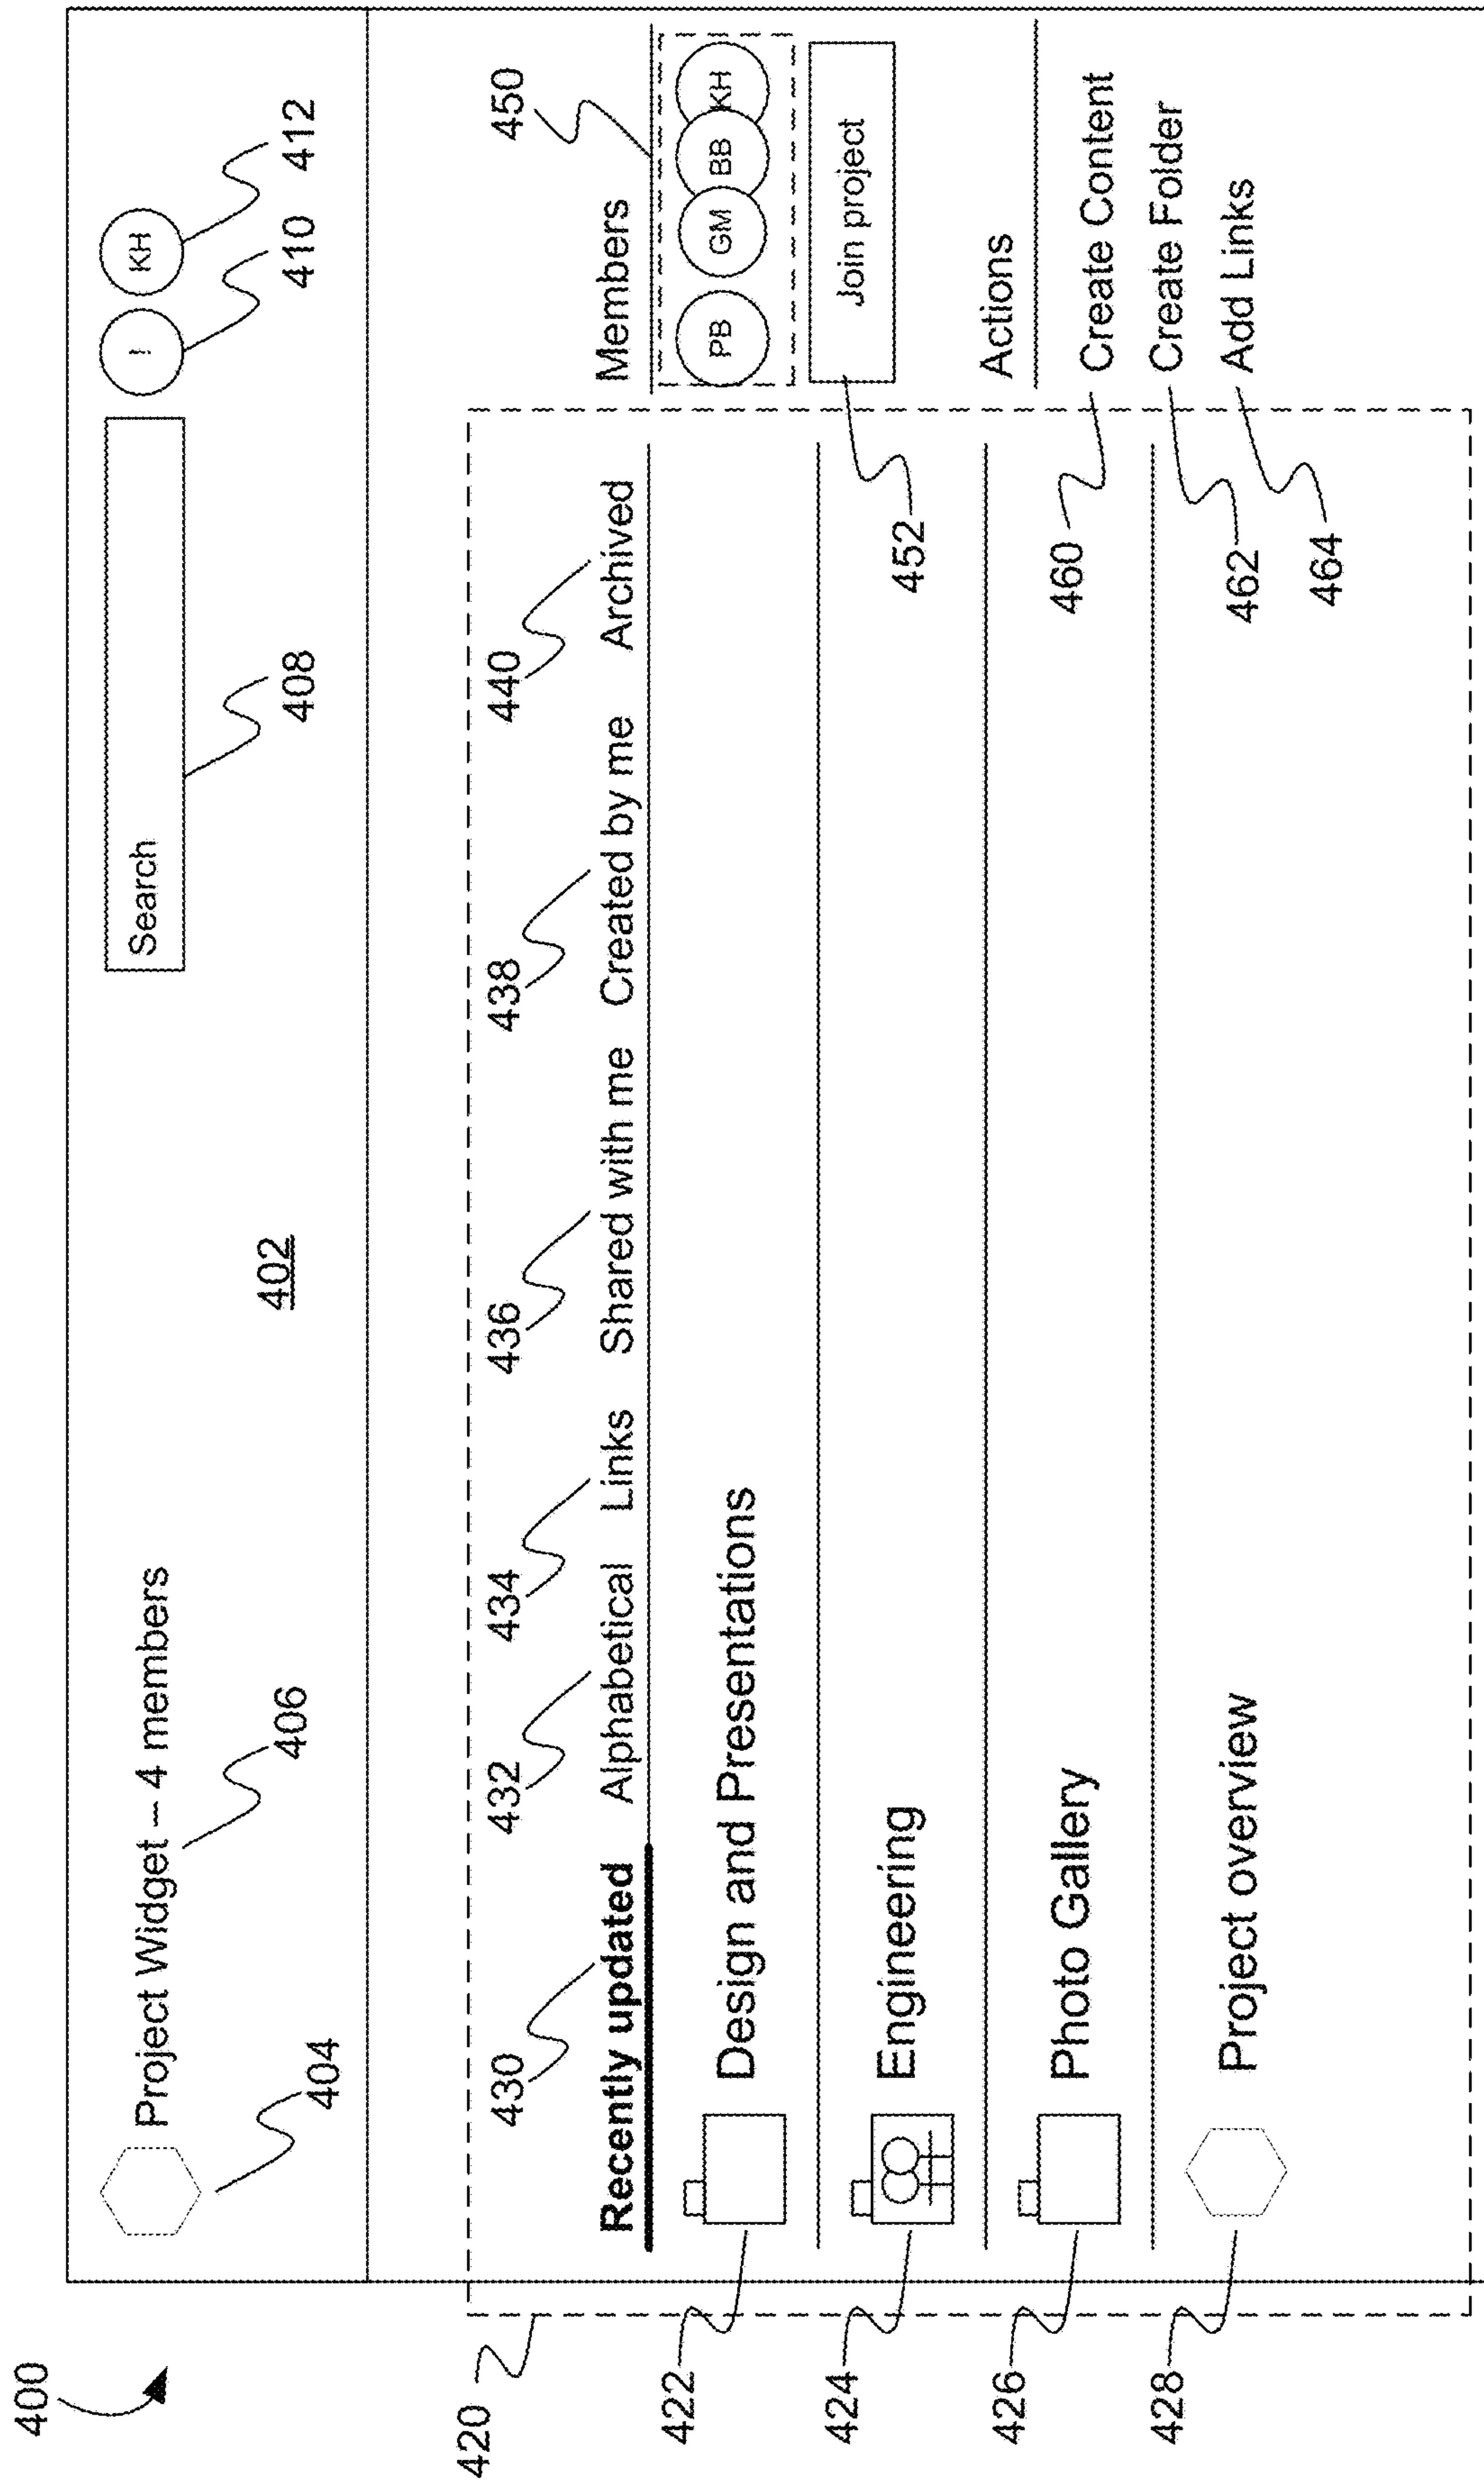 400
Project Widget – 4 members
Search
!
KH
404
406
402
408
410
412
420
430
432
434
436
438
440
450
Recently updated
Alphabetical
Links
Shared with me
Created by me
Archived
Members
422
Design and Presentations
PB
GM
BB
KH
Join project
424
Engineering
452
Actions
426
Photo Gallery
460
Create Content
428
Project overview
462
Create Folder
464
Add Links